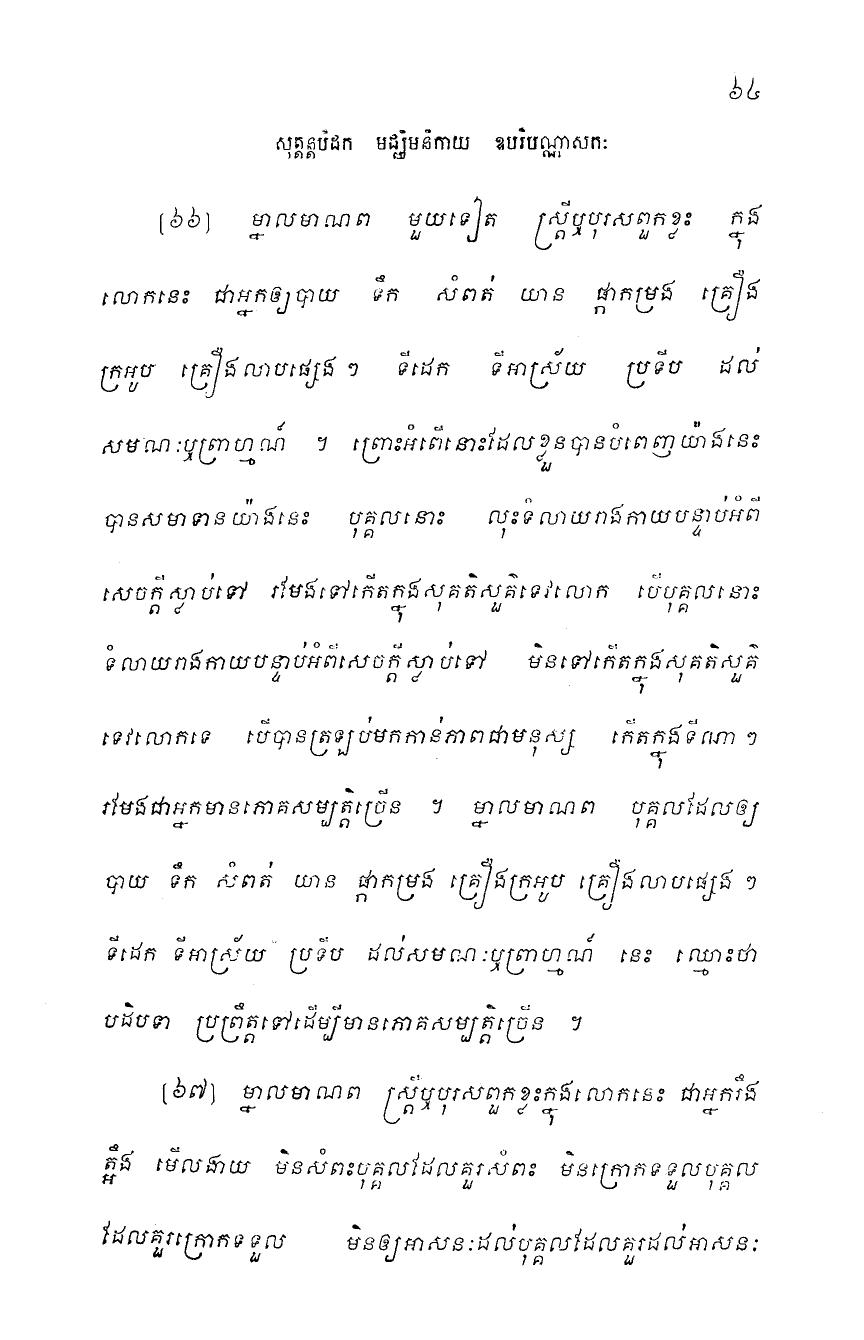 ៦៤
សុត្តន្តបិដក មជ្ឈិមនិកាយ ឧបរិបណ្ណាសកៈ
[៦៦] ម្នាលមាណព មួយទៀត ស្ត្រីឬបុរសពួកខ្លះ ក្នុង
លោកនេះ ជាអ្នកឲ្យបាយ ទឹក សំពត់ យាន ផ្កាកម្រង គ្រឿង
ក្រអូប គ្រឿងលាបផ្សេងៗ ទីដេក ទីអាស្រ័យ ប្រទីប ដល់
សមណៈឬព្រាហ្មណ៍ ។ ព្រោះអំពើនោះដែលខ្លួនបានបំពេញយ៉ាងនេះ
បានសមាទានយ៉ាងនេះ បុគ្គលនោះ លុះទំលាយរាងកាយបន្ទាប់អំពី
សេចក្តីស្លាប់ទៅ រមែងទៅកើតក្នុងសុគតិសួគ៌ទេវលោក បើបុគ្គលនោះ
ទំលាយរាងកាយបន្ទាប់អំពីសេចក្តីស្លាប់ទៅ មិនទៅកើតក្នុងសុគតិសួគ៌
ទេវលោកទេ បើបានត្រឡប់មកកាន់ភាពជាមនុស្ស កើតក្នុងទីណាៗ
រមែងជាអ្នកមានភោគសម្បត្តិច្រើន ។ ម្នាលមាណព បុគ្គលដែលឲ្យ
បាយ ទឹក សំពត់ យាន ផ្កាកម្រង គ្រឿងក្រអូប គ្រឿងលាបផ្សេងៗ
ទីដេក ទីអាស្រ័យ ប្រទីប ដល់សមណៈឬព្រាហ្មណ៍ នេះ ឈ្មោះថា
បដិបទា ប្រព្រឹត្តទៅដើម្បីមានភោគសម្បត្តិច្រើន ។
[៦៧] ម្នាលមាណព ស្ត្រីឬបុរសពួកខ្លះក្នុងលោកនេះ ជាអ្នករឹង
ត្អឹង មើលងាយ មិនសំពះបុគ្គលដែលគួរសំពះ មិនក្រោកទទួលបុគ្គល
ដែលគួរក្រោកទទួល មិនឲ្យអាសនៈដល់បុគ្គលដែលគួរដល់អាសនៈ